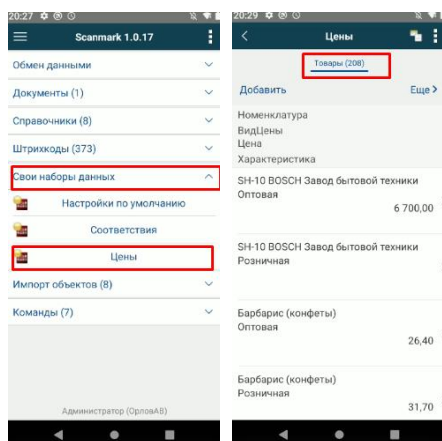 20:27
Scanmark 1.0.17
Обмен данными
Документы (1)
Справочники (8)
Штрихкоды (373)
Свои наборы данных
Настройки по умолчанию
Соответствия
Цены
Импорт объектов (8)
Команды (7)
Администратор (ОрловАВ)
20:29
Цены
Товары (208)
Добавить
Еще >
Номенклатура
ВидЦены
Цена
Характеристика
SH-10 BOSCH Завод бытовой техники
Оптовая
6 700,00
SH-10 BOSCH Завод бытовой техники
Розничная
Барбарис (конфеты)
Оптовая
26,40
Барбарис (конфеты)
Розничная
31,70